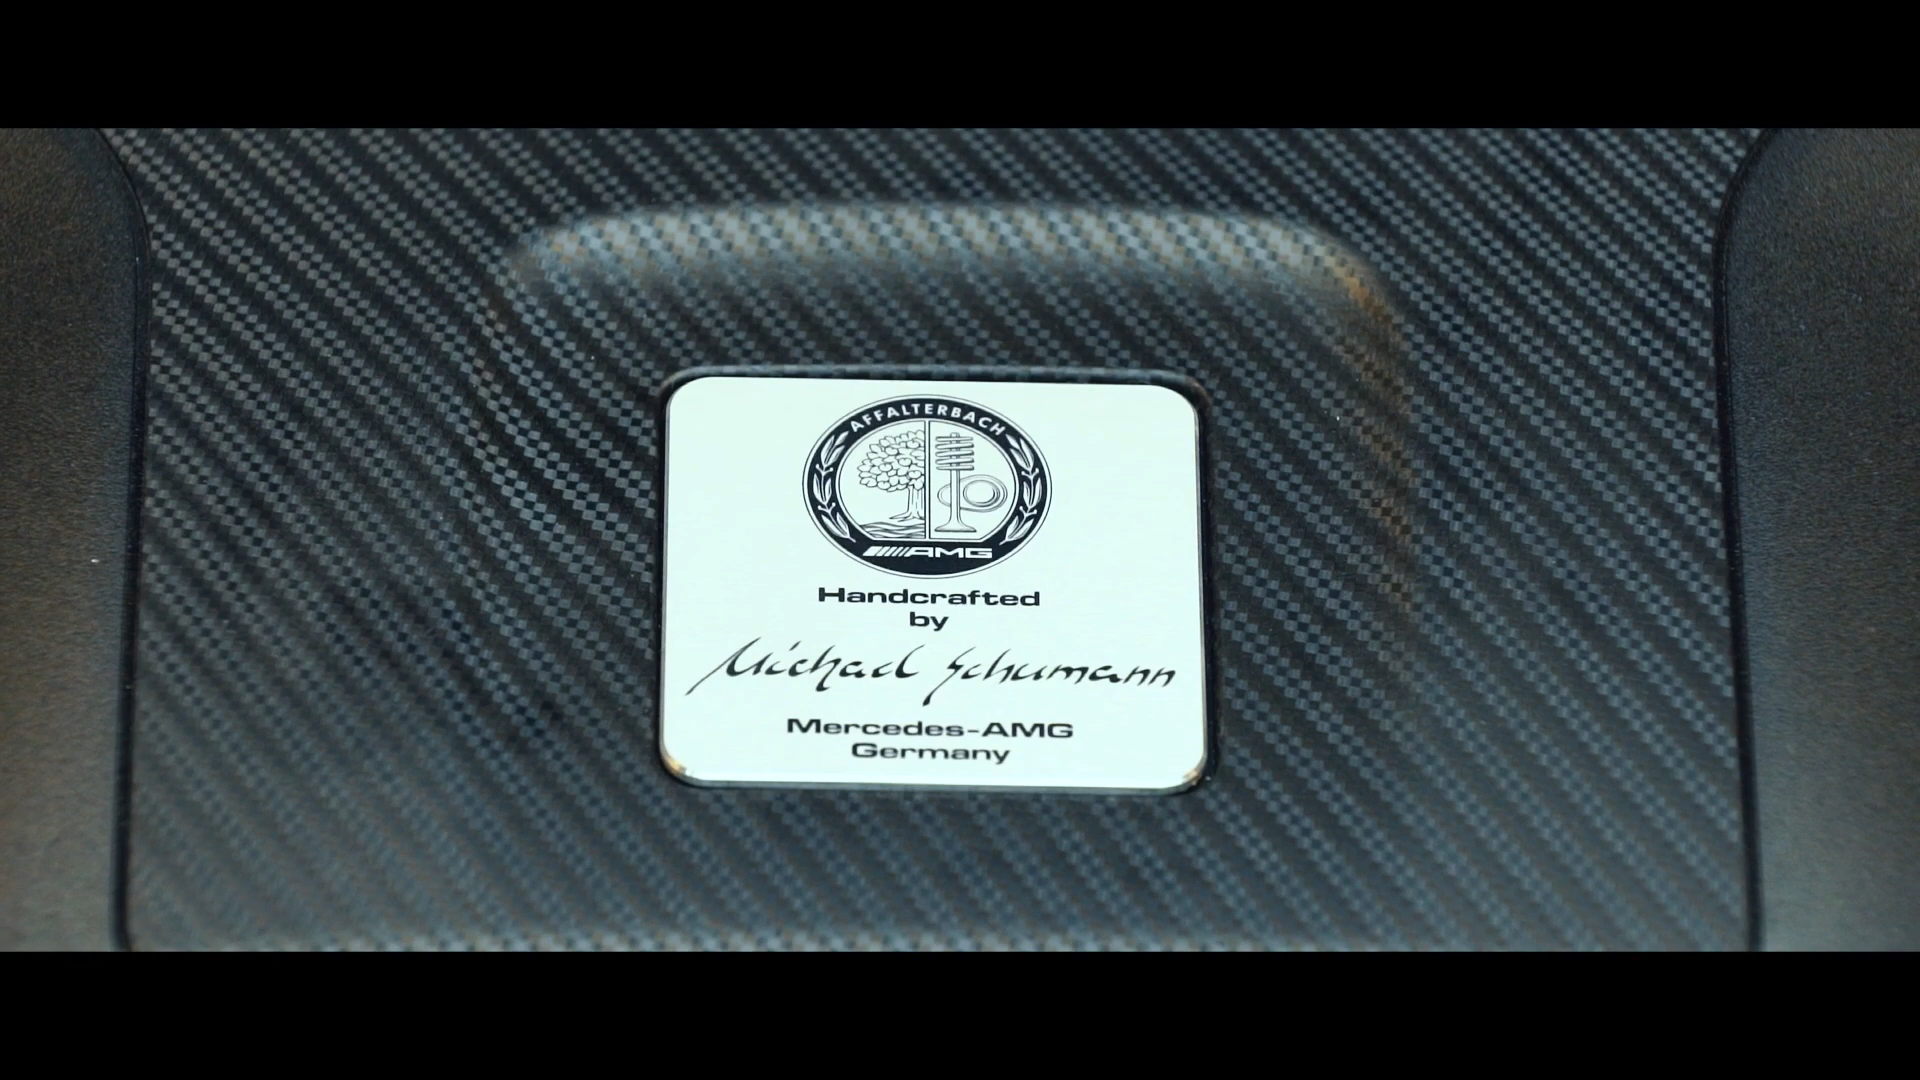 AFFALTERBACH
AMG
Handcrafted
by
Michael Schumann
Mercedes-AMG
Germany